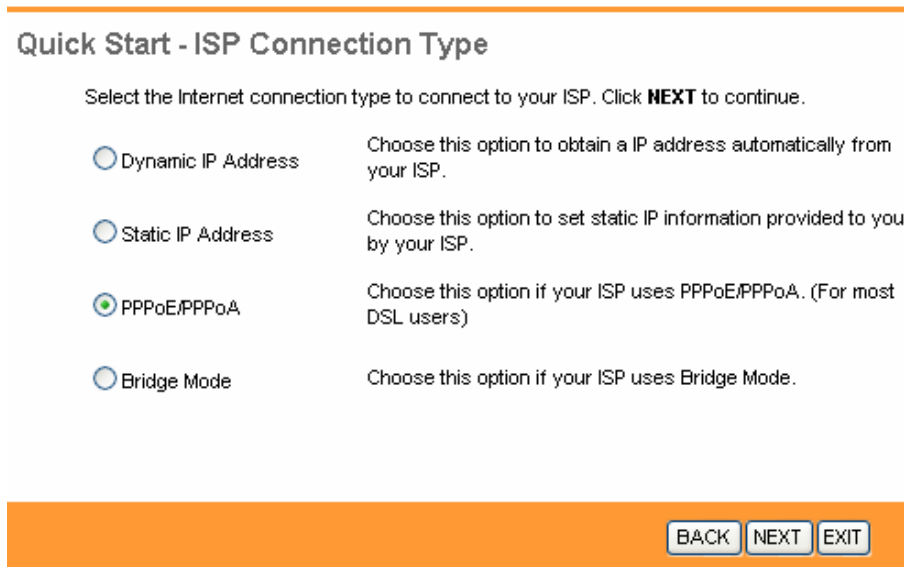 Quick Start - ISP Connection Type
Select the Internet connection type to connect to your ISP. Click NEXT to continue.
Dynamic IP Address
Choose this option to obtain a IP address automatically from
your ISP.
Static IP Address
Choose this option to set static IP information provided to you
by your ISP.
PPPoE/PPPoA
Choose this option if your ISP uses PPPoE/PPPoA. (For most
DSL users)
Bridge Mode
Choose this option if your ISP uses Bridge Mode.
BACK NEXT EXIT